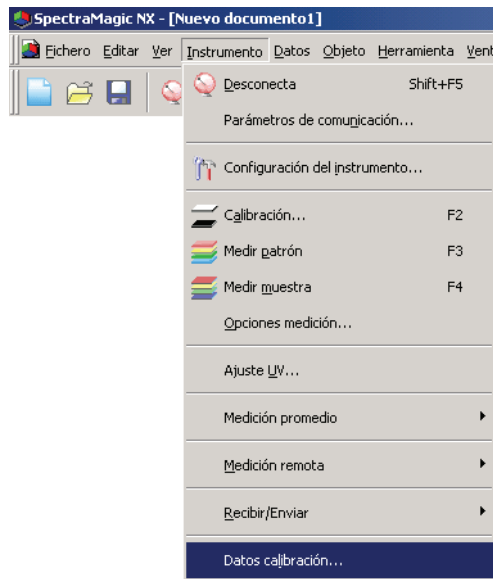 SpectraMagic NX - [Nuevo documento1]
Fichero Editar Ver Instrumento Datos Objeto Herramienta Vent
Desconecta Shift+F5
Parámetros de comunicación...
Configuración del instrumento...
Calibración... F2
Medir patrón F3
Medir muestra F4
Opciones medición...
Ajuste UV...
Medición promedio
Medición remota
Recibir/Enviar
Datos calibración...